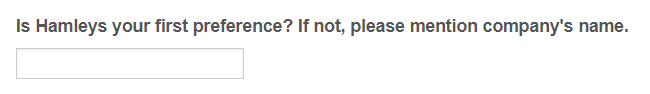 Is Hamleys your first preference? If not, please mention company's name.